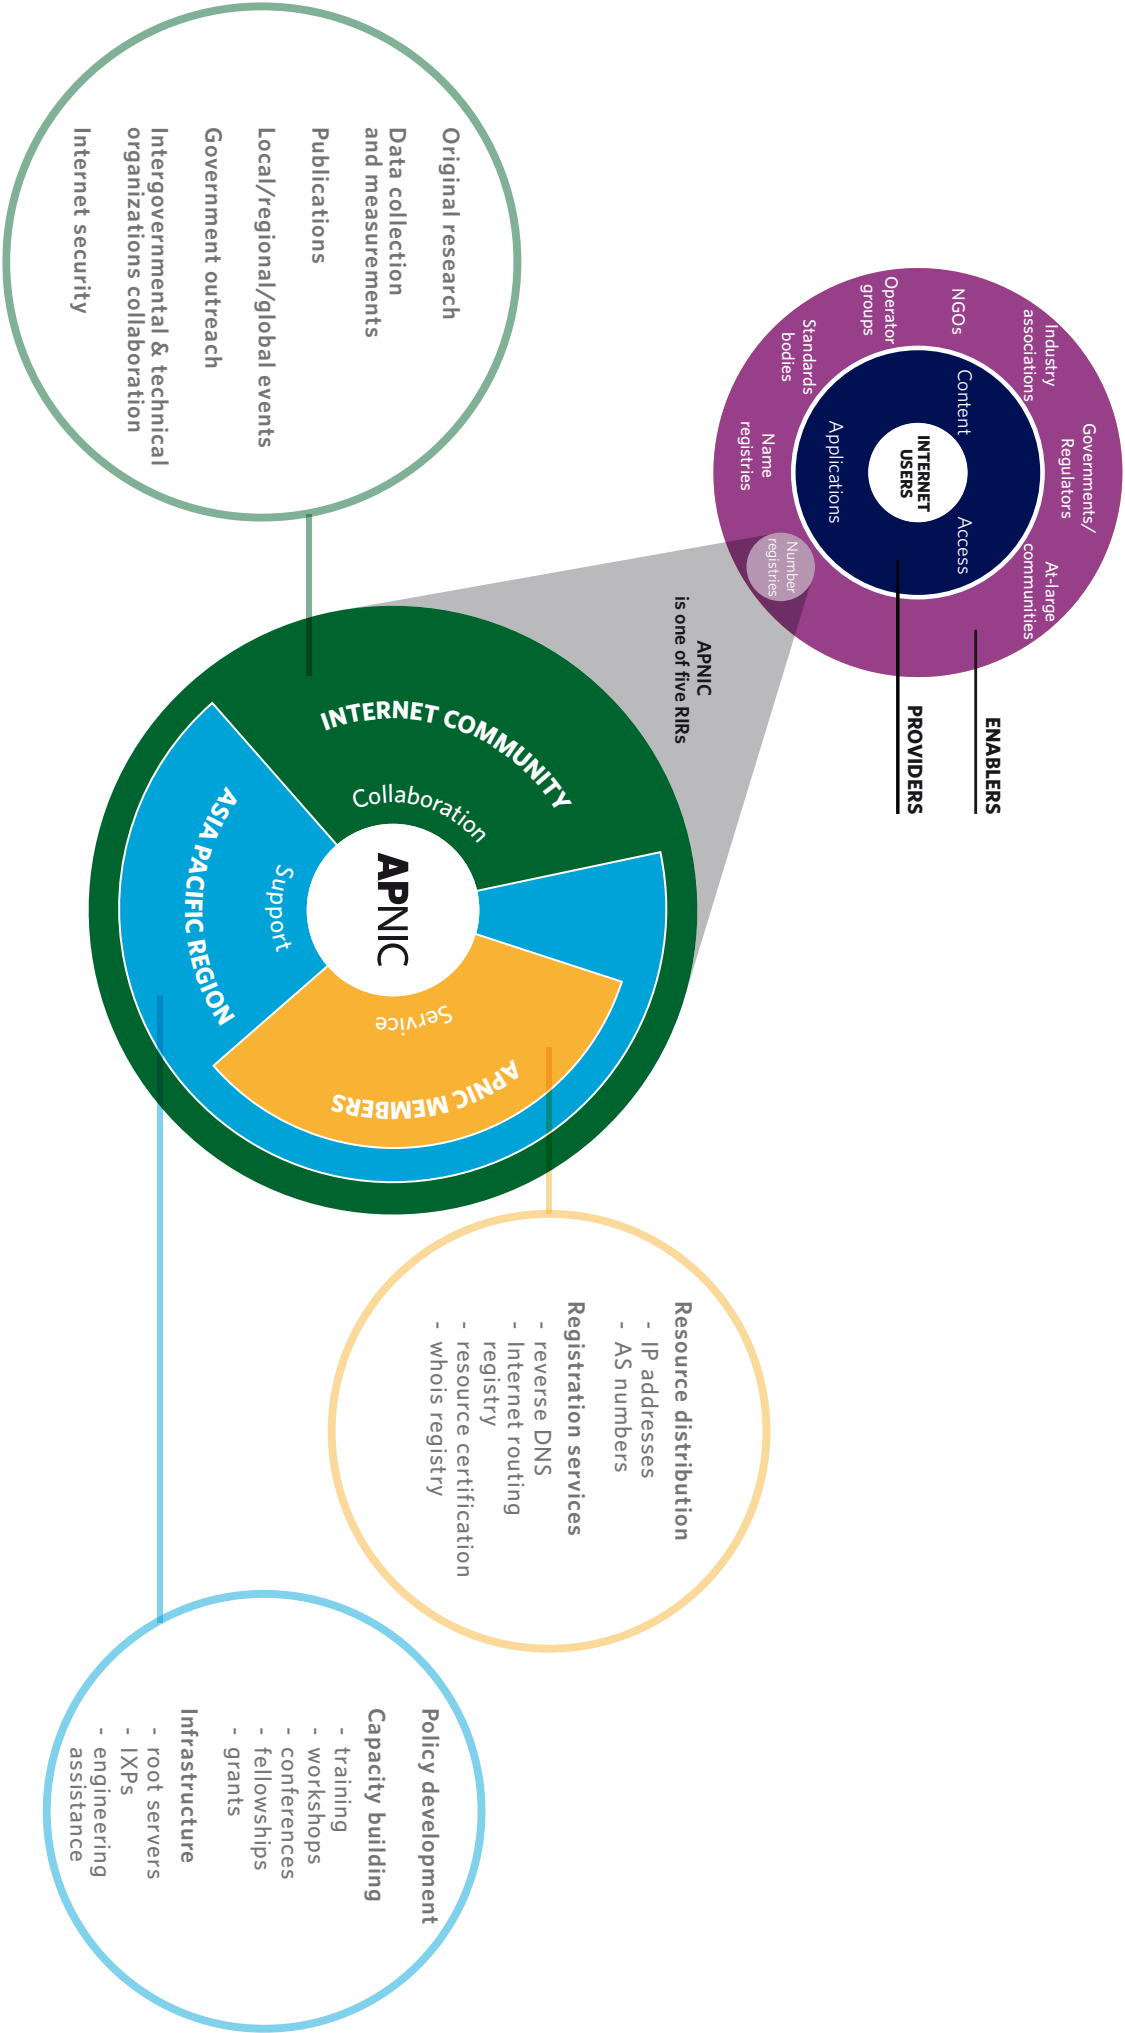 Governments/
Regulators
Industry
associations
At-large
communities
NGOs
Operator
groups
Standards
bodies
Name
registries
Number
registries
Content
Access
Applications
INTERNET
USERS
ENABLERS
PROVIDERS
APNIC
is one of five RIRs
INTERNET COMMUNITY
Collaboration
APNIC
ASIA PACIFIC REGION
Support
APNIC MEMBERS
Service
Original research
Data collection
and measurements
Publications
Local/regional/global events
Government outreach
Intergovernmental & technical
organizations collaboration
Internet security
Resource distribution
- IP addresses
- AS numbers
Registration services
- reverse DNS
- Internet routing
registry
- resource certification
- whois registry
Policy development
Capacity building
- training
- workshops
- conferences
- fellowships
- grants
Infrastructure
- root servers
- IXPs
- engineering
assistance